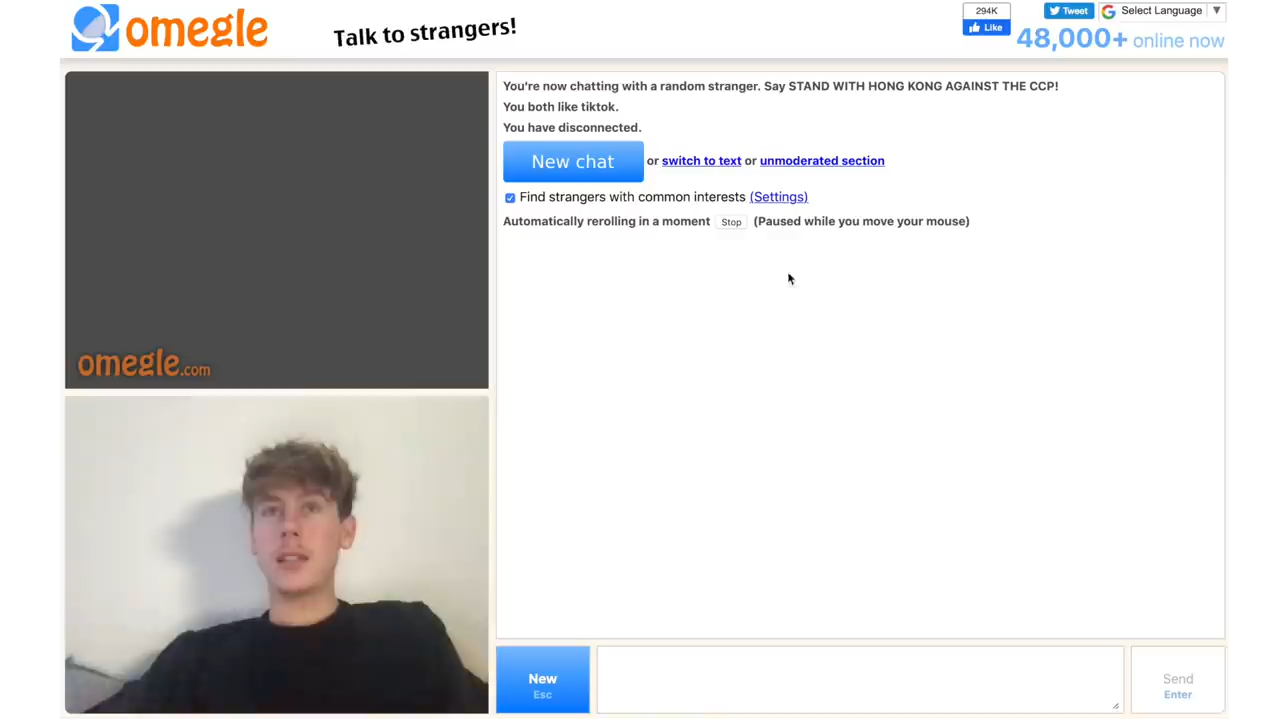 omegle
Talk to strangers!
294K
Like
Tweet
Select Language ▼
48,000+ online now
You're now chatting with a random stranger. Say STAND WITH HONG KONG AGAINST THE CCP!
You both like tiktok.
You have disconnected.
New chat or switch to text or unmoderated section
Find strangers with common interests (Settings)
Automatically rerolling in a moment Stop (Paused while you move your mouse)
omegle.com
New
Esc
Send
Enter